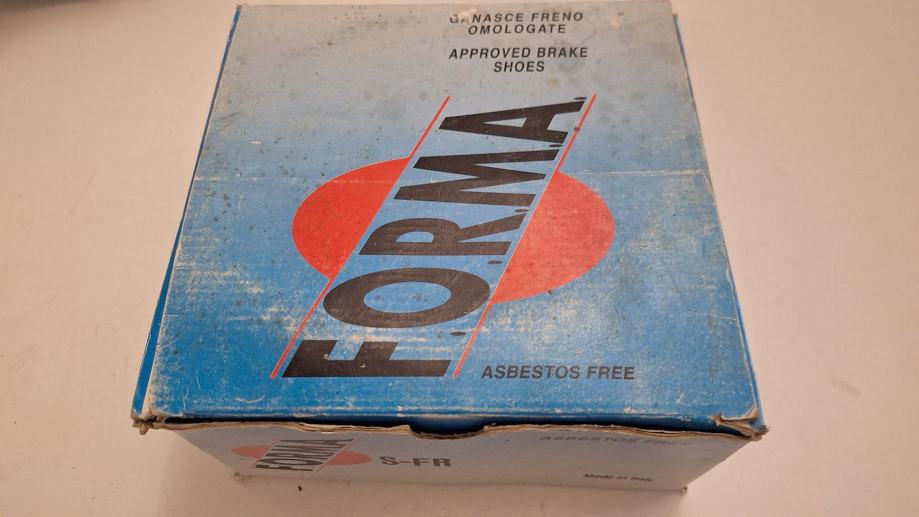 GANASCE FRENO
OMOLOGATE
APPROVED BRAKE
SHOES
F.O.R.M.A.
ASBESTOS FREE
FORMA
S-FR
ASBESTOS FREE
Made in Italy